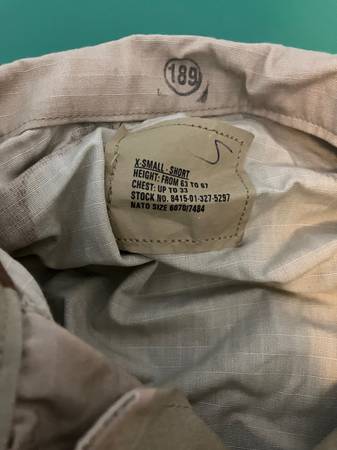 189
X-SMALL - SHORT
HEIGHT: FROM 63 TO 67
CHEST: UP TO 33
STOCK NO. 8415-01-327-5297
NATO SIZE 6070/7484